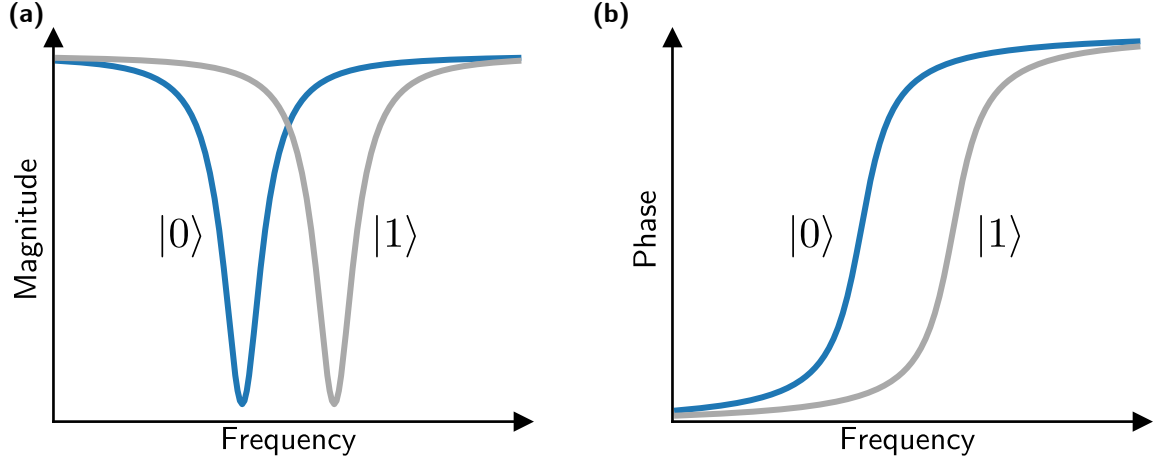 (a)
Magnitude
|0⟩
|1⟩
Frequency
(b)
Phase
|0⟩
|1⟩
Frequency